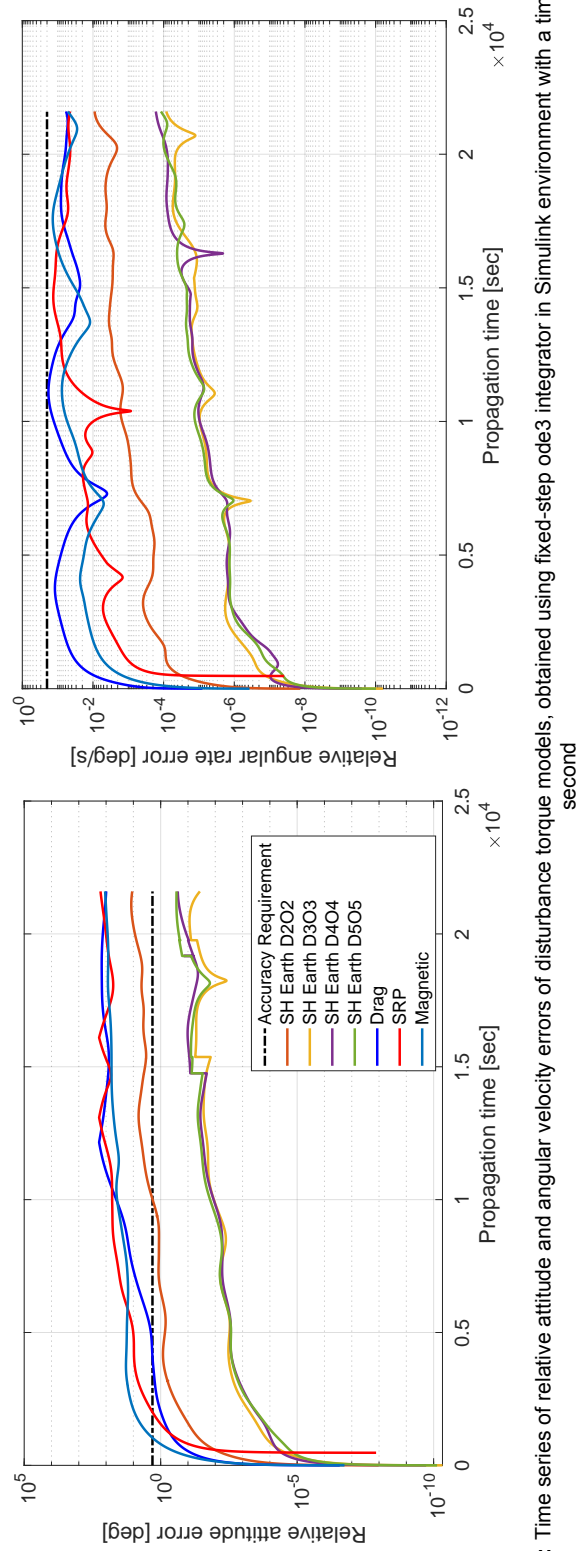 10^5
10^0
10^-5
10^-10
Relative attitude error [deg]
0
0.5
1
1.5
2
2.5
×10^4
Propagation time [sec]
Accuracy Requirement
SH Earth D2O2
SH Earth D3O3
SH Earth D4O4
SH Earth D5O5
Drag
SRP
Magnetic
10^0
10^-2
10^-4
10^-6
10^-8
10^-10
10^-12
Relative angular rate error [deg/s]
0
0.5
1
1.5
2
2.5
×10^4
Propagation time [sec]
: Time series of relative attitude and angular velocity errors of disturbance torque models, obtained using fixed-step ode3 integrator in Simulink environment with a tim
second